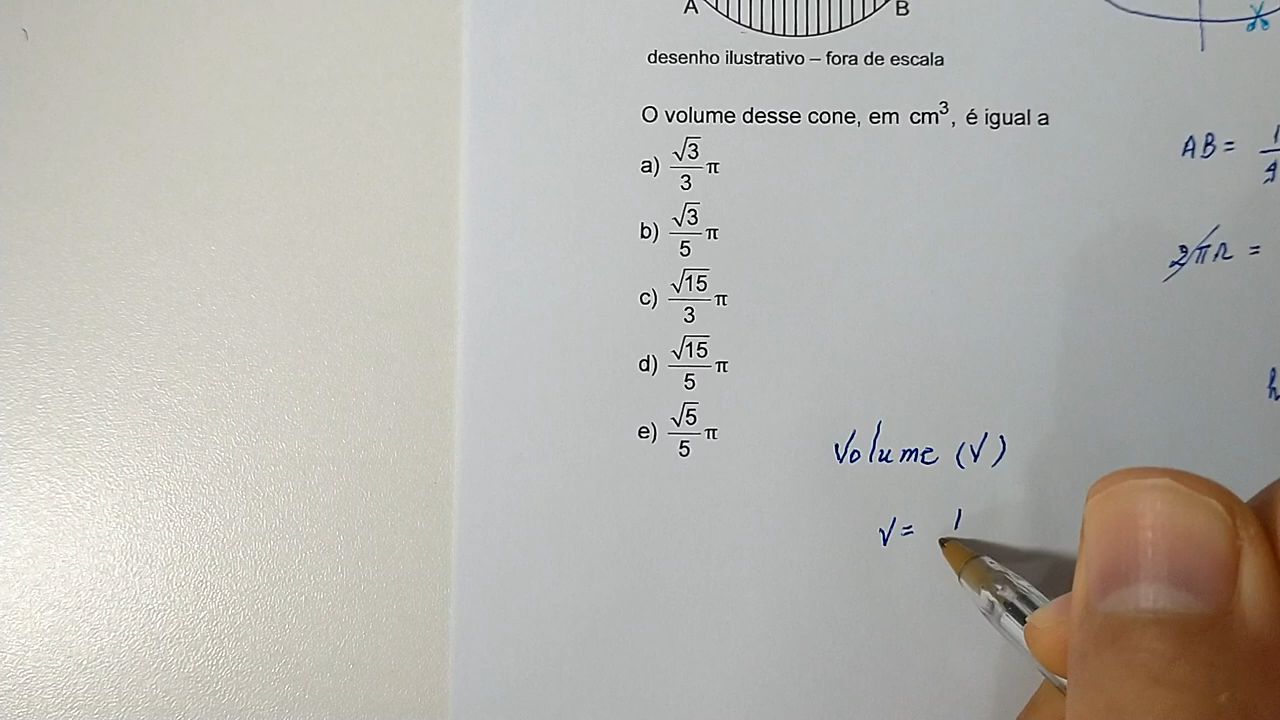 A B
desenho ilustrativo – fora de escala
O volume desse cone, em cm³, é igual a
a) √3/3 π
b) √3/5 π
c) √15/3 π
d) √15/5 π
e) √5/5 π
AB = 1
2πr =
h
Volume (V)
V = 1